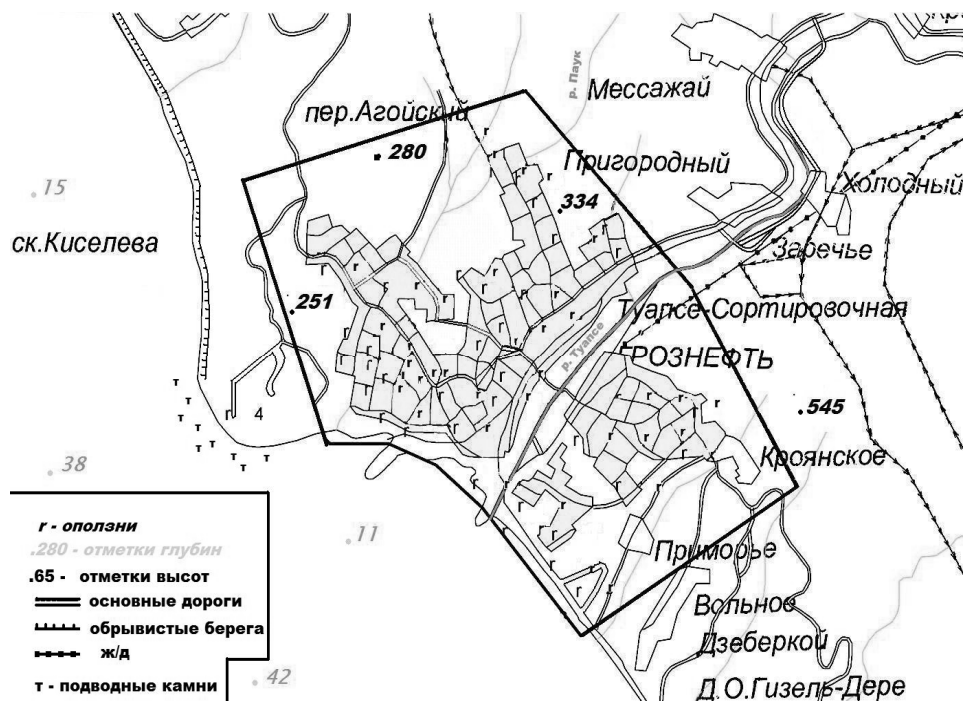 Кр
р. Паук
Мессажай
пер.Агойский
280
Пригородный
15
334
Холодный
ск.Киселева
Заречье
251
Туапсе-Сортировочная
р. Туапсе
РОЗНЕФТЬ
4
545
38
Кроянское
11
Приморье
Вольное
Дзеберкой
42
Д.О.Гизель-Дере
г - оползни
.280 - отметки глубин
.65 - отметки высот
основные дороги
обрывистые берега
ж/д
т - подводные камни